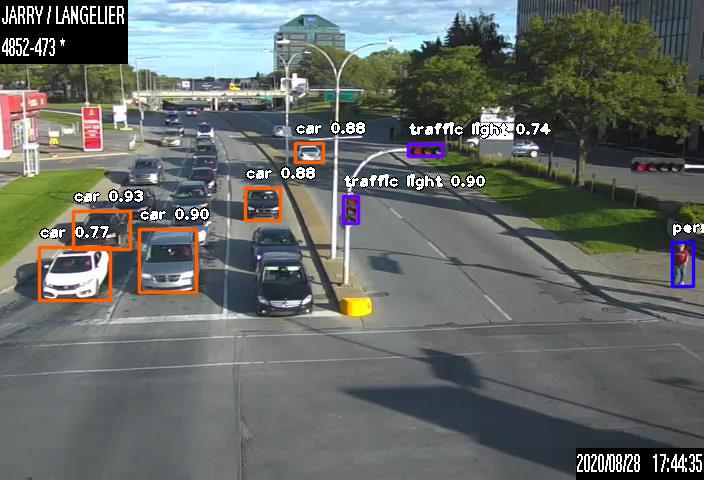 JARRY / LANGELIER
4852-473 *
car 0.88
traffic light 0.74
car 0.88
traffic light 0.90
car 0.93
car 0.90
car 0.77
pers
2020/08/28 17:44:35